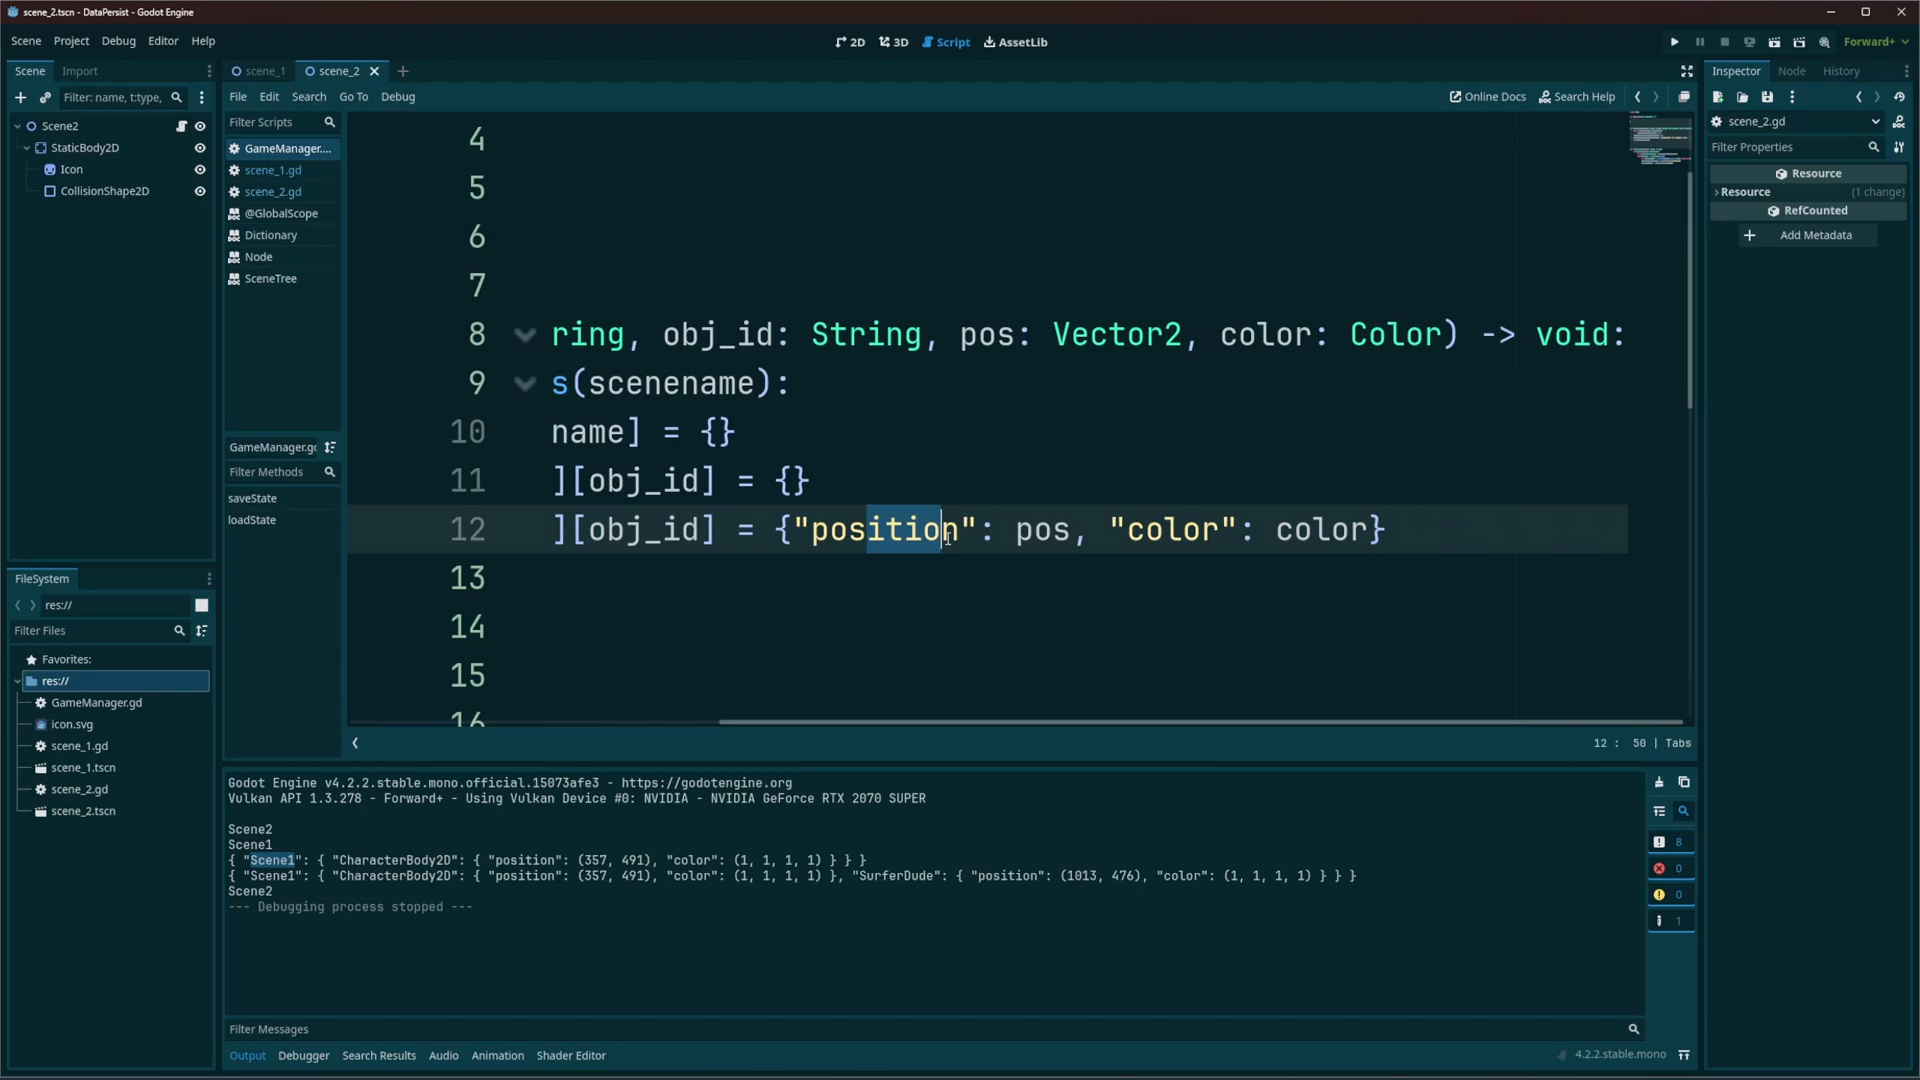 scene_2.tscn - DataPersist - Godot Engine
Scene Project Debug Editor Help
2D 3D Script AssetLib
Forward+
Scene Import
Filter: name, t:type,
Scene2
StaticBody2D
Icon
CollisionShape2D
scene_1 scene_2
File Edit Search Go To Debug
Online Docs Search Help
Filter Scripts
GameManager....
scene_1.gd
scene_2.gd
@GlobalScope
Dictionary
Node
SceneTree
GameManager.gd
Filter Methods
saveState
loadState
4
5
6
7
8 ring, obj_id: String, pos: Vector2, color: Color) -> void:
9 s(scenename):
10 name] = {}
11 ][obj_id] = {}
12 ][obj_id] = {"position": pos, "color": color}
13
14
15
16
12 : 50 | Tabs
FileSystem
res://
Filter Files
Favorites:
res://
GameManager.gd
icon.svg
scene_1.gd
scene_1.tscn
scene_2.gd
scene_2.tscn
Godot Engine v4.2.2.stable.mono.official.15073afe3 - https://godotengine.org
Vulkan API 1.3.278 - Forward+ - Using Vulkan Device #0: NVIDIA - NVIDIA GeForce RTX 2070 SUPER
Scene2
Scene1
{ "Scene1": { "CharacterBody2D": { "position": (357, 491), "color": (1, 1, 1, 1) } } }
{ "Scene1": { "CharacterBody2D": { "position": (357, 491), "color": (1, 1, 1, 1) }, "SurferDude": { "position": (1013, 476), "color": (1, 1, 1, 1) } } }
Scene2
--- Debugging process stopped ---
8
0
0
1
Filter Messages
Output Debugger Search Results Audio Animation Shader Editor
4.2.2.stable.mono
Inspector Node History
scene_2.gd
Filter Properties
Resource
Resource (1 change)
RefCounted
Add Metadata